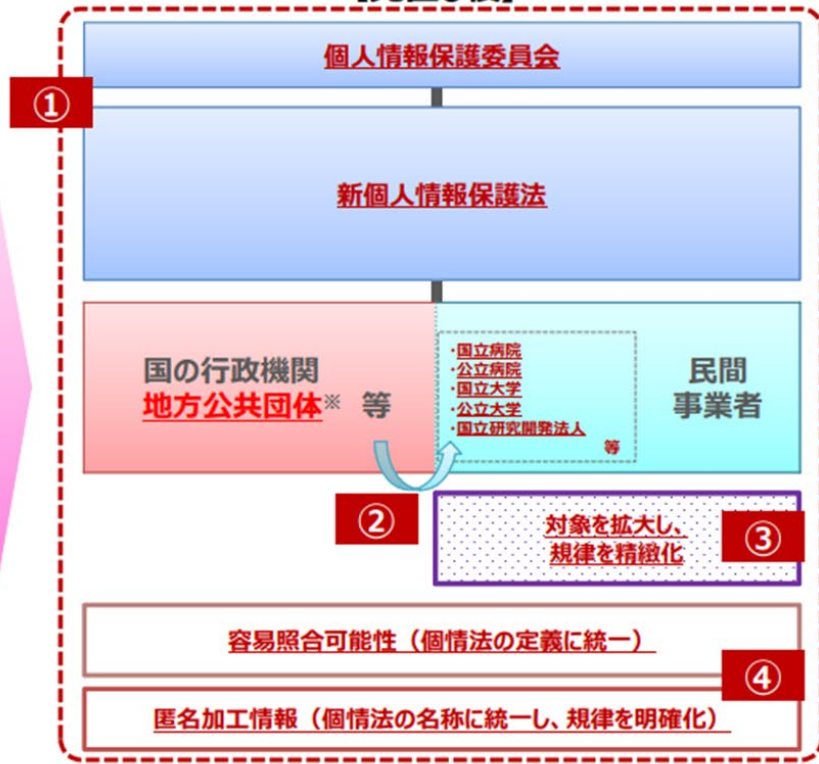 個人情報保護委員会
①
新個人情報保護法
国の行政機関
地方公共団体※ 等
・国立病院
・公立病院
・国立大学
・公立大学
・国立研究開発法人
等
民間
事業者
②
対象を拡大し、
規律を精緻化
③
容易照合可能性（個情法の定義に統一）
④
匿名加工情報（個情法の名称に統一し、規律を明確化）